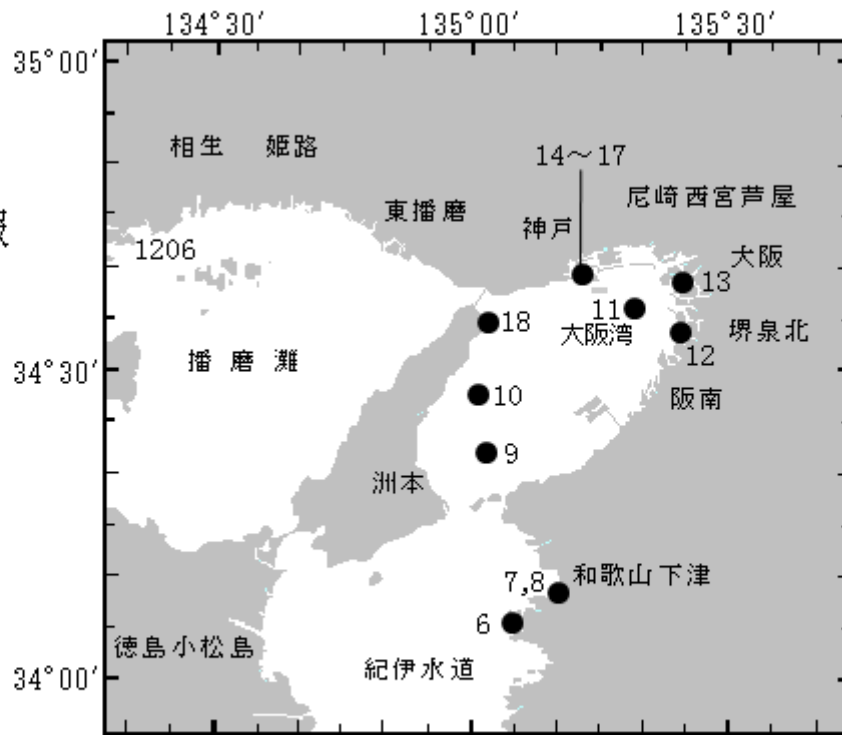 134°30′
135°00′
135°30′
35°00′
相生
姫路
14～17
尼崎西宮芦屋
東播磨
神戸
1206
大阪
13
11
18
大阪湾
堺泉北
12
播磨灘
34°30′
10
阪南
9
洲本
7,8
和歌山下津
6
徳島小松島
紀伊水道
34°00′